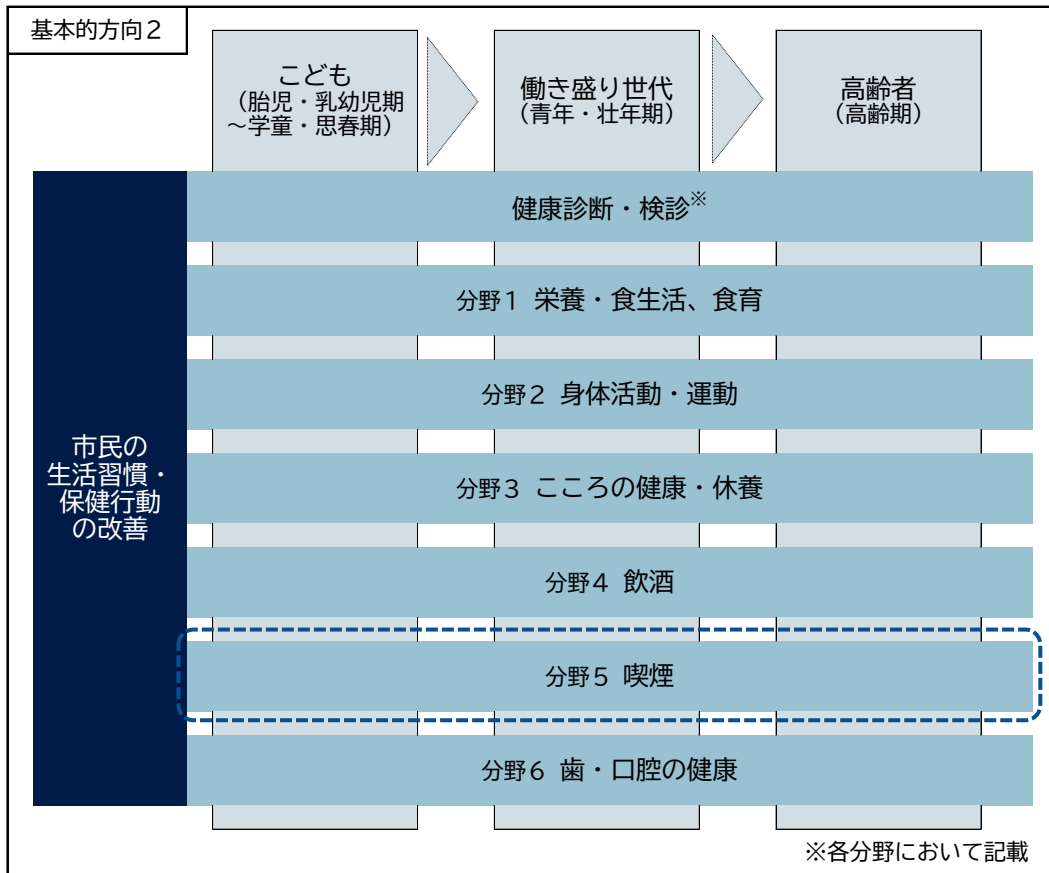 基本的方向２
こども
（胎児・乳幼児期
～学童・思春期）
働き盛り世代
（青年・壮年期）
高齢者
（高齢期）
市民の
生活習慣・
保健行動
の改善
健康診断・検診※
分野１ 栄養・食生活、食育
分野２ 身体活動・運動
分野３ こころの健康・休養
分野４ 飲酒
分野５ 喫煙
分野６ 歯・口腔の健康
※各分野において記載